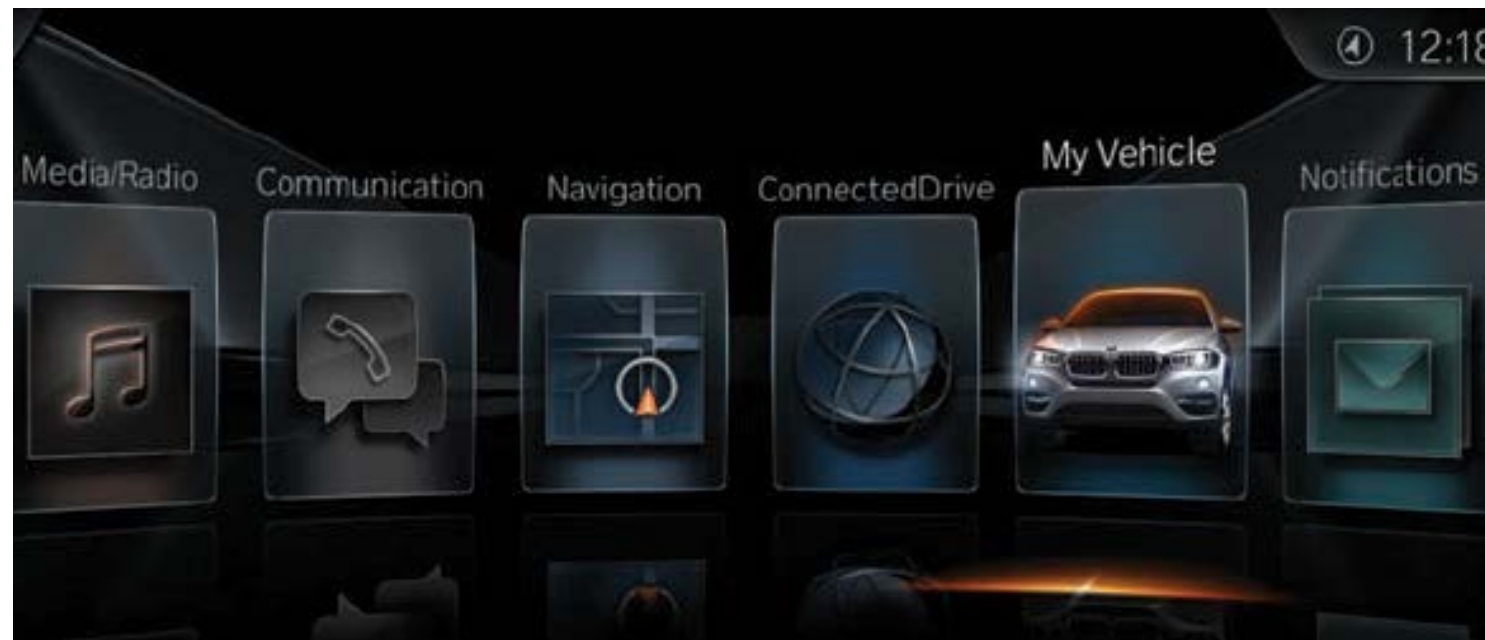 12:18
Media/Radio
Communication
Navigation
ConnectedDrive
My Vehicle
Notifications